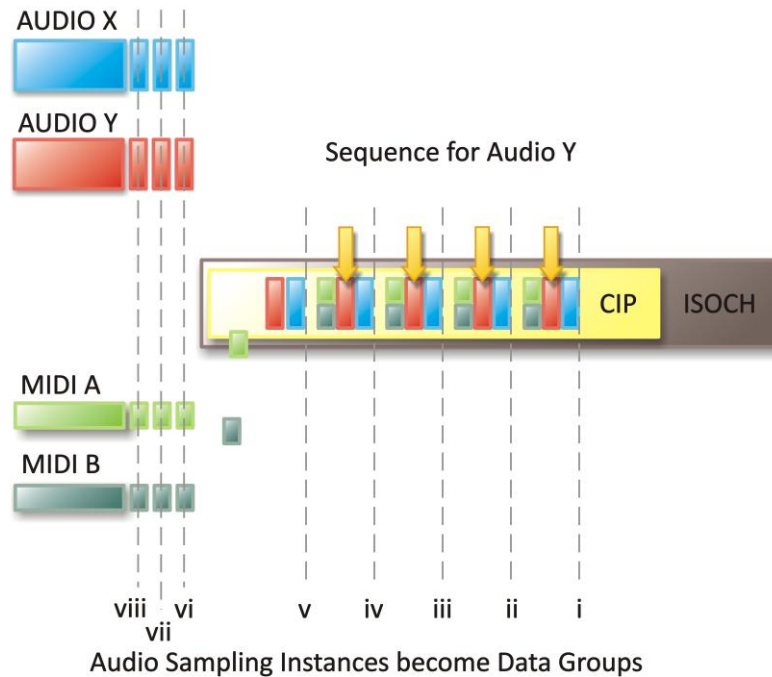 AUDIO X
AUDIO Y
Sequence for Audio Y
CIP ISOCH
MIDI A
MIDI B
viii vii vi v iv iii ii i
Audio Sampling Instances become Data Groups